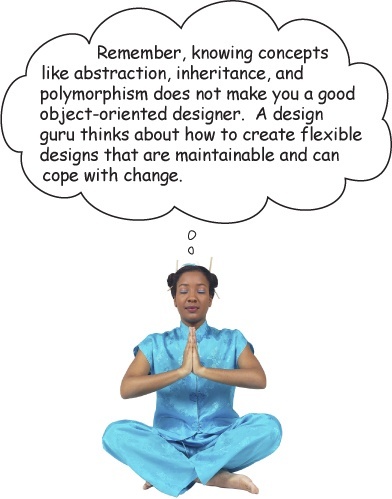 Remember, knowing concepts
like abstraction, inheritance, and
polymorphism does not make you a good
object-oriented designer. A design
guru thinks about how to create flexible
designs that are maintainable and can
cope with change.